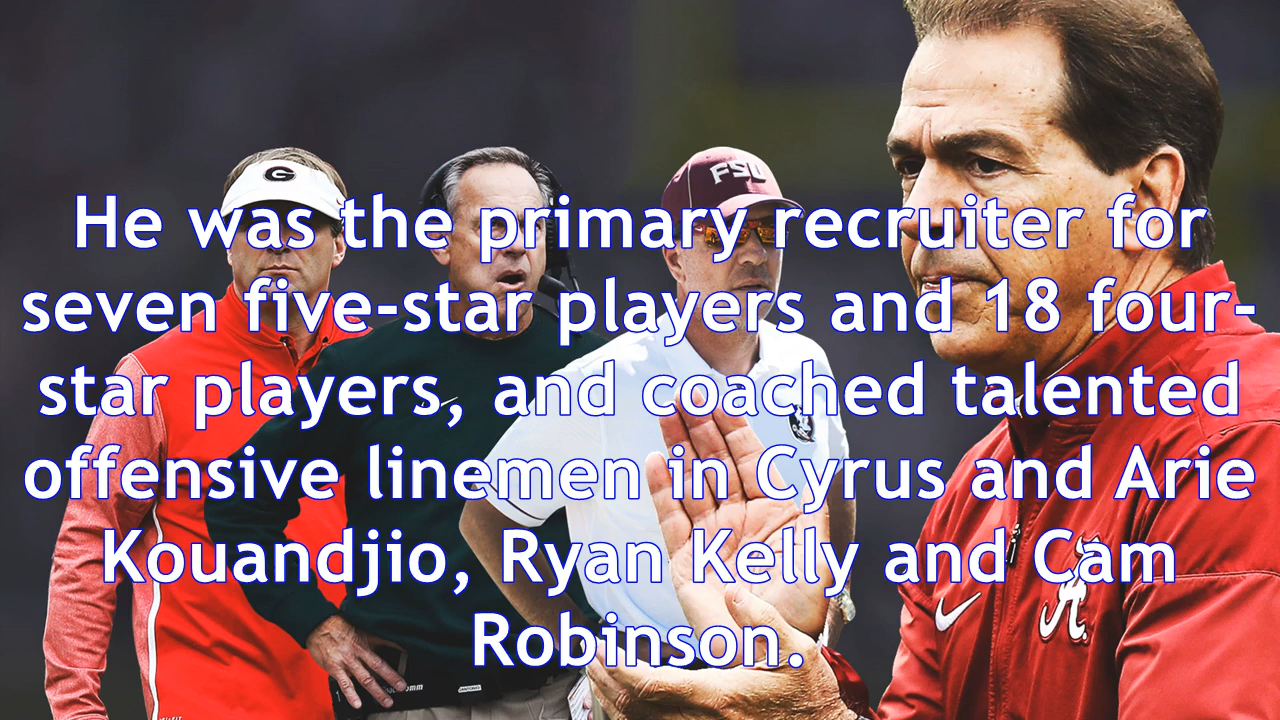 FSU
G
He was the primary recruiter for
seven five-star players and 18 four-
star players, and coached talented
offensive linemen in Cyrus and Arie
Kouandjio, Ryan Kelly and Cam
Robinson.
A